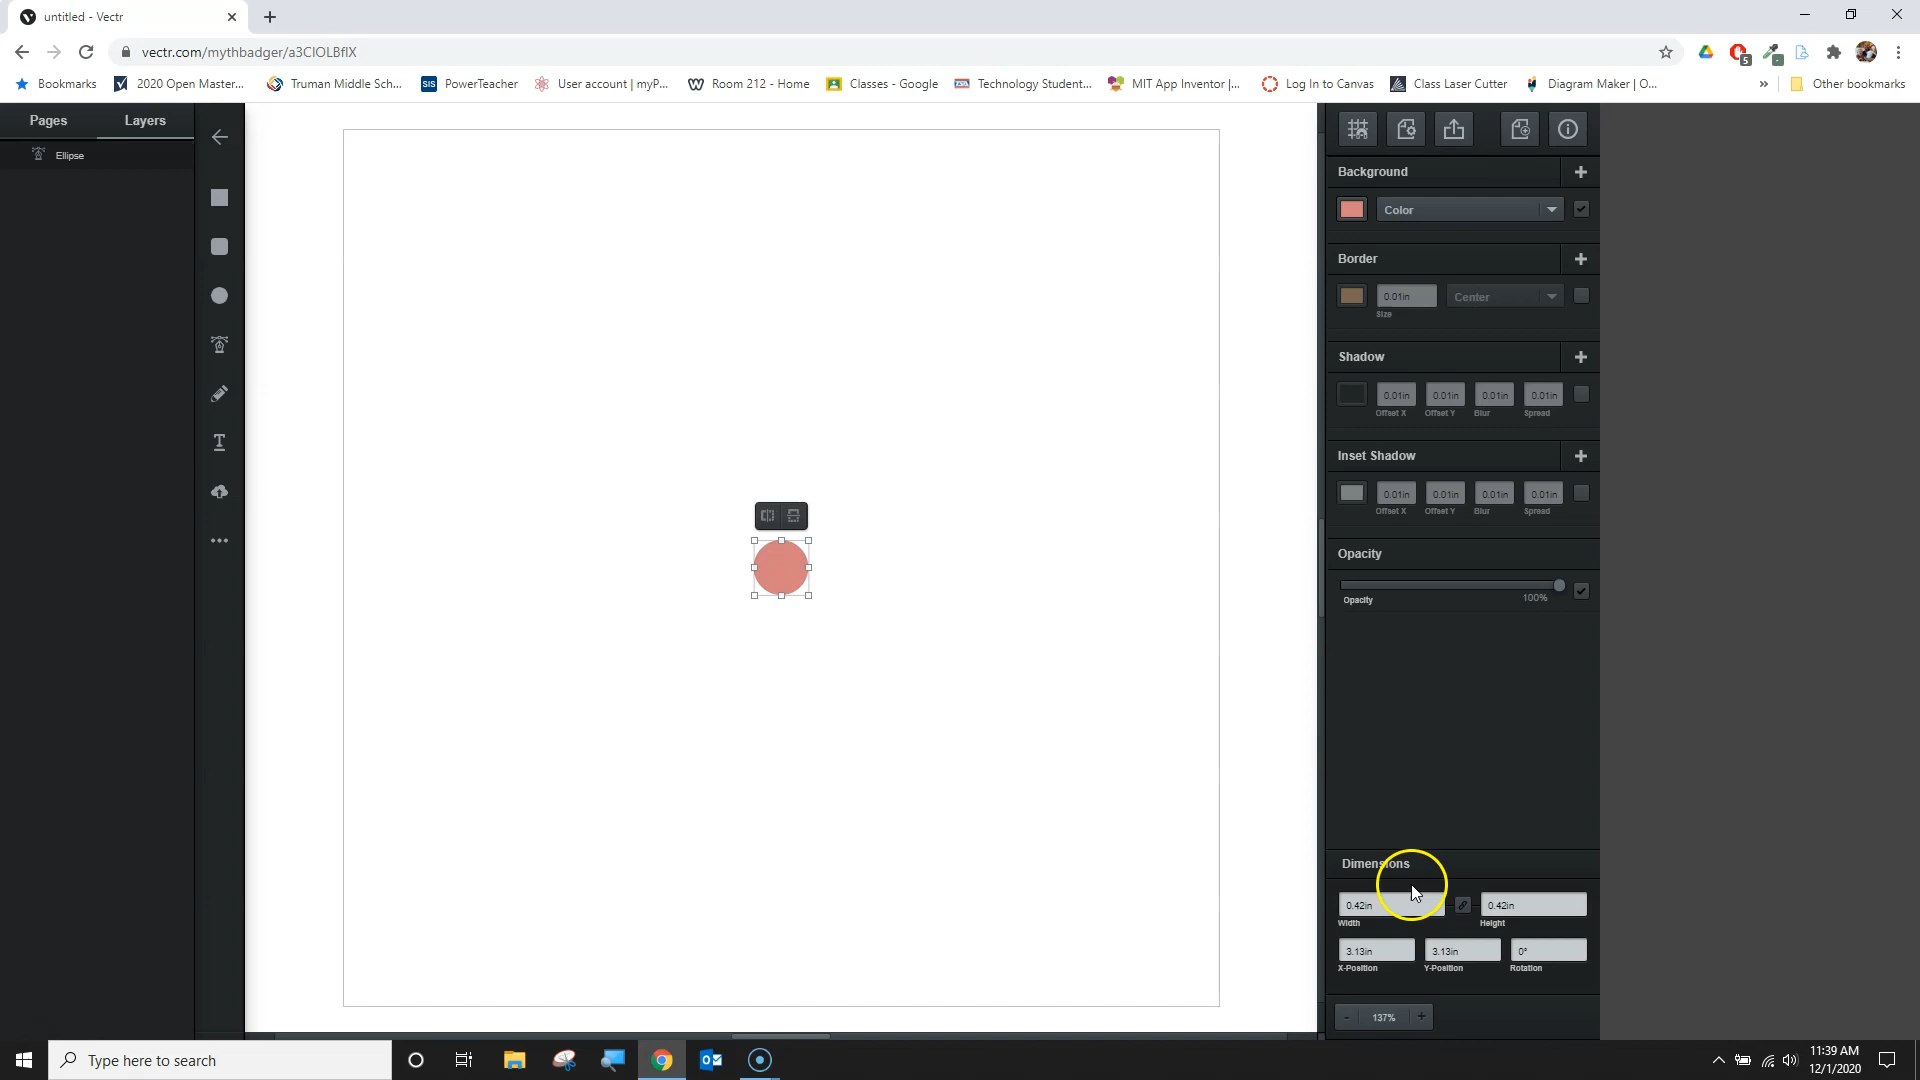 untitled - Vectr
vectr.com/mythbadger/a3CIOLBfIX
5
Bookmarks
2020 Open Master...
Truman Middle Sch...
SIS PowerTeacher
User account | myP...
Room 212 - Home
Classes - Google
Technology Student...
MIT App Inventor |...
Log In to Canvas
Class Laser Cutter
Diagram Maker | O...
»
Other bookmarks
Pages Layers
Ellipse
Background +
Color
Border +
0.01in Center
Size
Shadow +
0.01in 0.01in 0.01in 0.01in
Offset X Offset Y Blur Spread
Inset Shadow +
0.01in 0.01in 0.01in 0.01in
Offset X Offset Y Blur Spread
Opacity
Opacity 100%
Dimensions
0.42in 0.42in
Width Height
3.13in 3.13in 0°
X-Position Y-Position Rotation
- 137% +
Type here to search
11:39 AM
12/1/2020